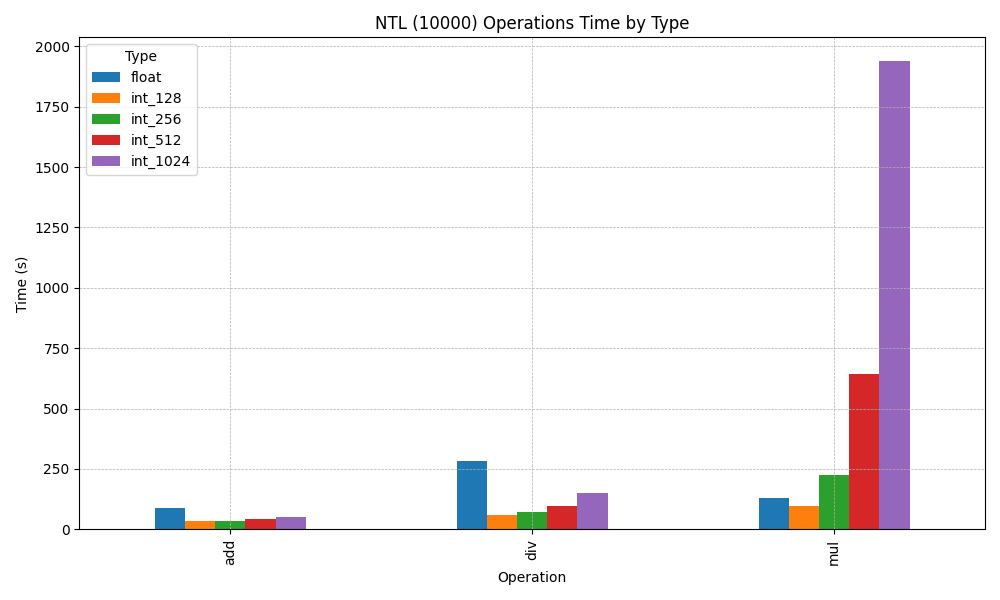 NTL (10000) Operations Time by Type
Type
float
int_128
int_256
int_512
int_1024
2000
1750
1500
1250
1000
750
500
250
0
Time (s)
add
div
mul
Operation